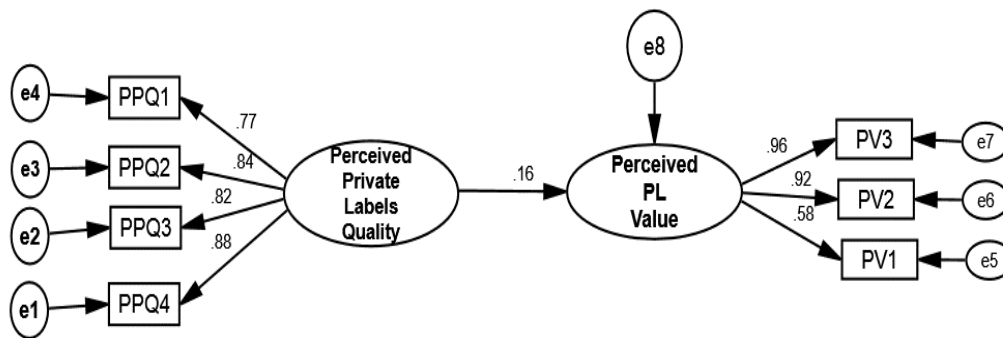 e8
e4
PPQ1
.77
e3
PPQ2
.84
e2
PPQ3
.82
e1
PPQ4
.88
Perceived
Private
Labels
Quality
.16
Perceived
PL
Value
.96
PV3
e7
.92
PV2
e6
.58
PV1
e5